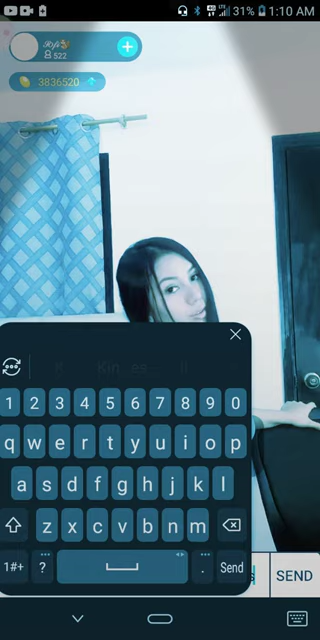 31% 1:10 AM
522
3836520
1 2 3 4 5 6 7 8 9 0
q w e r t y u i o p
a s d f g h j k l
z x c v b n m
1#+ ? . Send
SEND